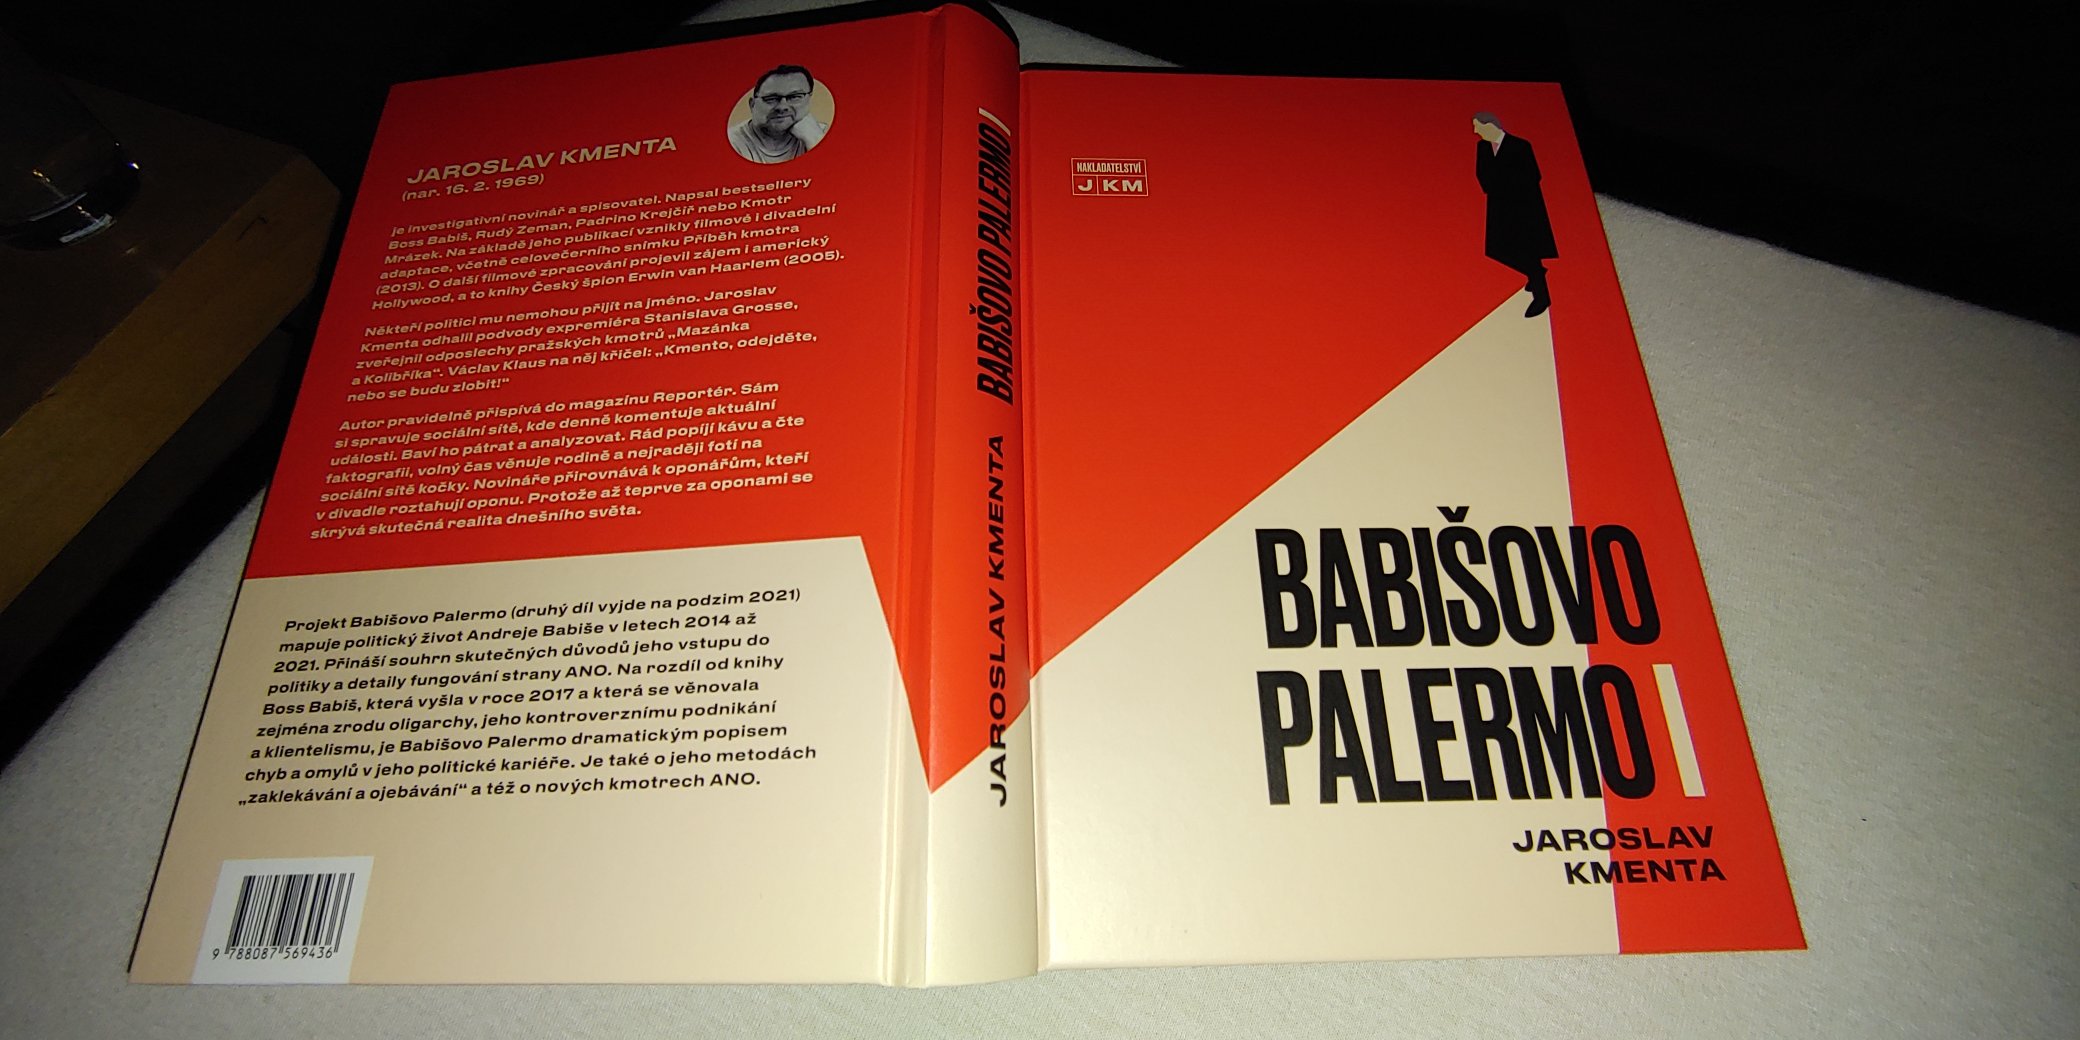 JAROSLAV KMENTA
(nar. 16. 2. 1969)
je investigativní novinář a spisovatel. Napsal bestsellery
Boss Babiš, Rudý Zeman, Padrino Krejčíř nebo Kmotr
Mrázek. Na základě jeho publikací vznikly filmové i divadelní
adaptace, včetně celovečerního snímku Příběh kmotra
(2013). O další filmové zpracování projevil zájem i americký
Hollywood, a to knihy Český špion Erwin van Haarlem (2005).
Někteří politici mu nemohou přijít na jméno. Jaroslav
Kmenta odhalil podvody expremiéra Stanislava Grosse,
zveřejnil odposlechy pražských kmotrů „Mazánka
a Kolibříka“. Václav Klaus na něj křičel: „Kmento, odejděte,
nebo se budu zlobit!“
Autor pravidelně přispívá do magazínu Reportér. Sám
si spravuje sociální sítě, kde denně komentuje aktuální
události. Baví ho pátrat a analyzovat. Rád popíjí kávu a čte
faktografii, volný čas věnuje rodině a nejraději fotí na
sociální sítě kočky. Novináře přirovnává k oponářům, kteří
v divadle roztahují oponu. Protože až teprve za oponami se
skrývá skutečná realita dnešního světa.
Projekt Babišovo Palermo (druhý díl vyjde na podzim 2021)
mapuje politický život Andreje Babiše v letech 2014 až
2021. Přináší souhrn skutečných důvodů jeho vstupu do
politiky a detaily fungování strany ANO. Na rozdíl od knihy
Boss Babiš, která vyšla v roce 2017 a která se věnovala
zejména zrodu oligarchy, jeho kontroverznímu podnikání
a klientelismu, je Babišovo Palermo dramatickým popisem
chyb a omylů v jeho politické kariéře. Je také o jeho metodách
„zaklekávání a ojebávání“ a též o nových kmotrech ANO.
9 788087 569436
JAROSLAV KMENTA BABIŠOVO PALERMO I
NAKLADATELSTVÍ
J KM
BABIŠOVO
PALERMO I
JAROSLAV
KMENTA